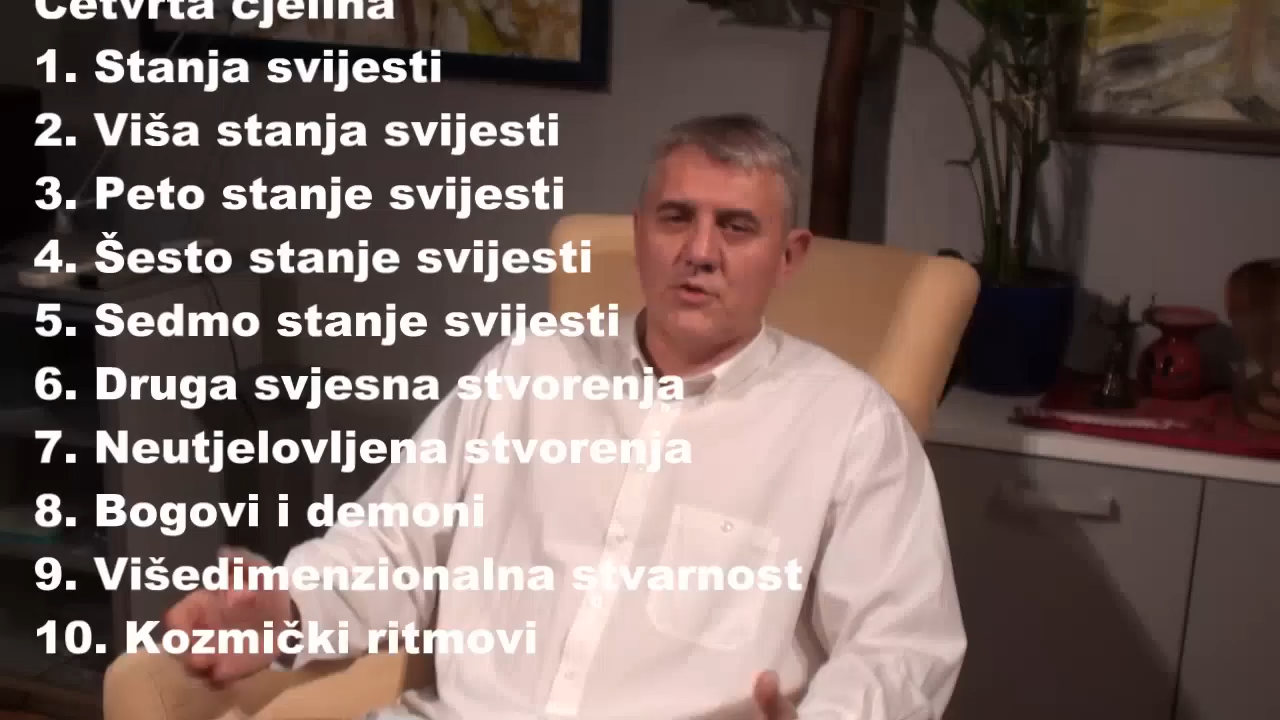 Četvrta cjelina
1. Stanja svijesti
2. Viša stanja svijesti
3. Peto stanje svijesti
4. Šesto stanje svijesti
5. Sedmo stanje svijesti
6. Druga svjesna stvorenja
7. Neutjelovljena stvorenja
8. Bogovi i demoni
9. Višedimenzionalna stvarnost
10. Kozmički ritmovi